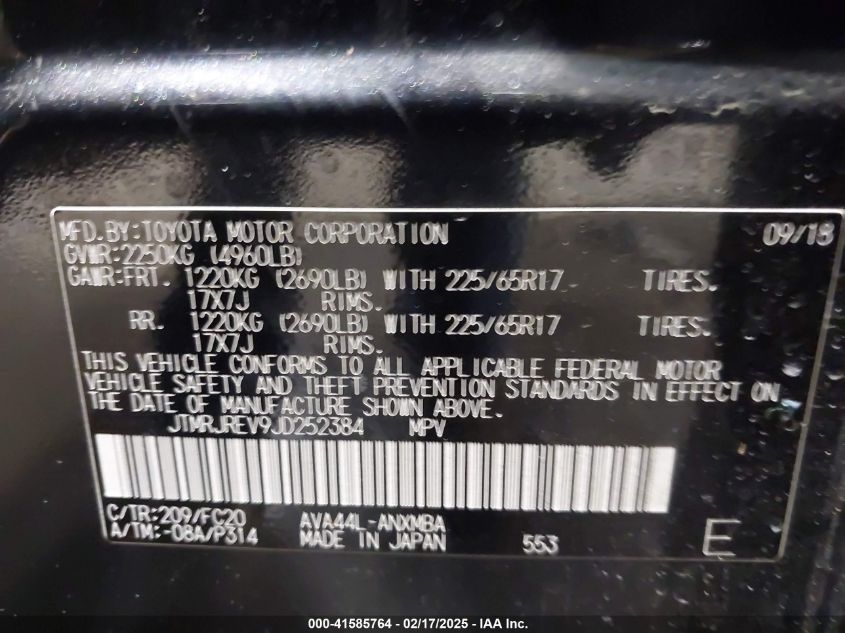 MFD.BY:TOYOTA MOTOR CORPORATION 09/18
GVWR:2250KG (4960LB)
GAWR:FRT. 1220KG (2690LB) WITH 225/65R17 TIRES.
17X7J RIMS.
RR. 1220KG (2690LB) WITH 225/65R17 TIRES.
17X7J RIMS.
THIS VEHICLE CONFORMS TO ALL APPLICABLE FEDERAL MOTOR
VEHICLE SAFETY AND THEFT PREVENTION STANDARDS IN EFFECT ON
THE DATE OF MANUFACTURE SHOWN ABOVE.
JTMRJREV9JD252384 MPV
C/TR:209/FC20 AVA44L-ANXMBA
A/TM:-08A/P314 MADE IN JAPAN 553 E
000-41585764 - 02/17/2025 - IAA Inc.